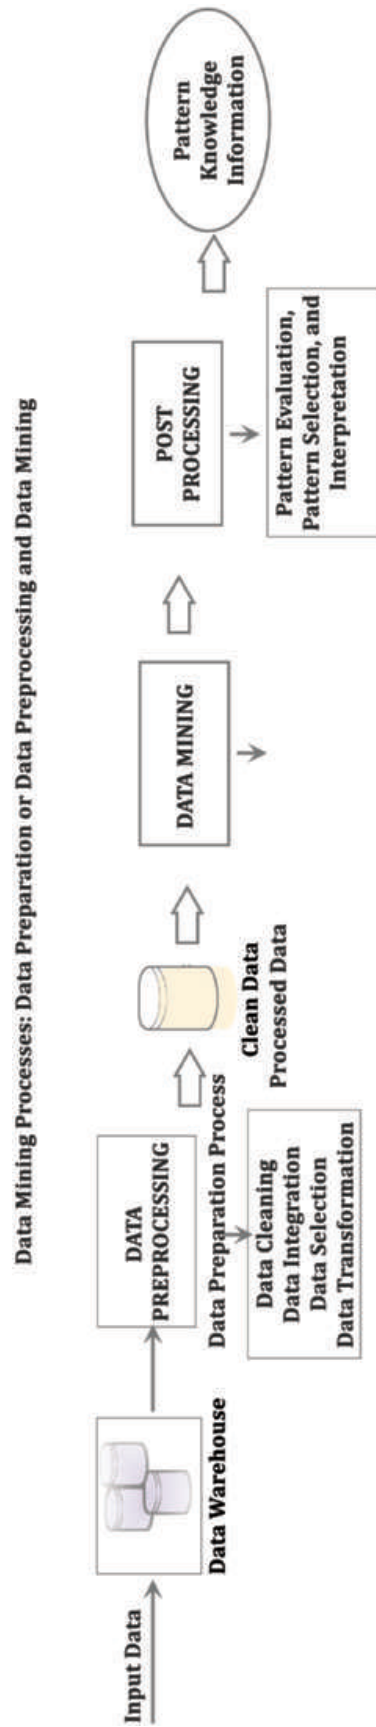 Data Mining Processes: Data Preparation or Data Preprocessing and Data Mining
Input Data
Data Warehouse
DATA
PREPROCESSING
Data Preparation Process
Data Cleaning
Data Integration
Data Selection
Data Transformation
Clean Data
Processed Data
DATA MINING
POST
PROCESSING
Pattern Evaluation,
Pattern Selection, and
Interpretation
Pattern
Knowledge
Information